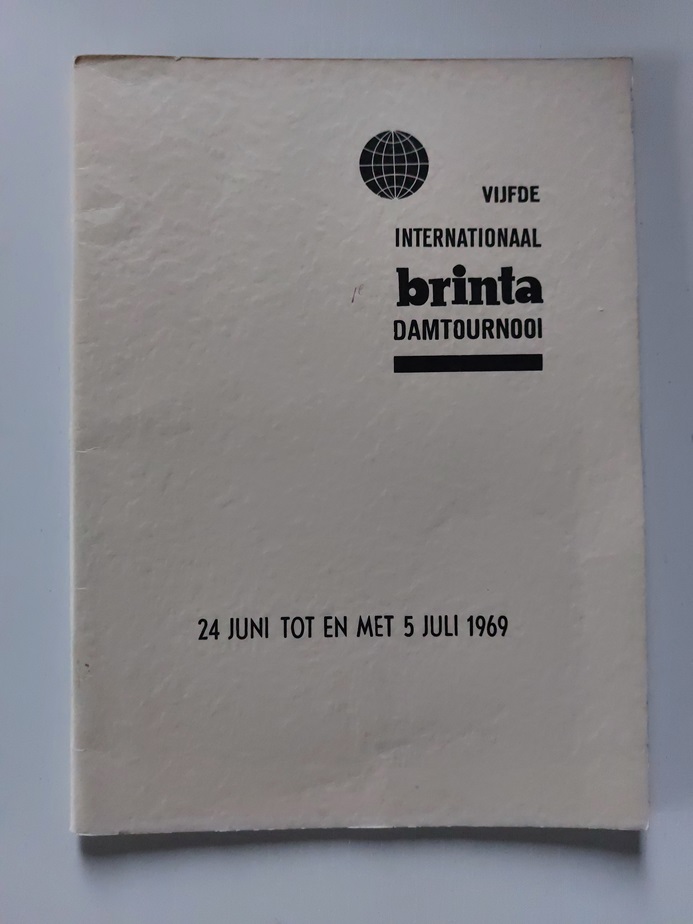 VIJFDE
INTERNATIONAAL
brinta
DAMTOURNOOI
24 JUNI TOT EN MET 5 JULI 1969